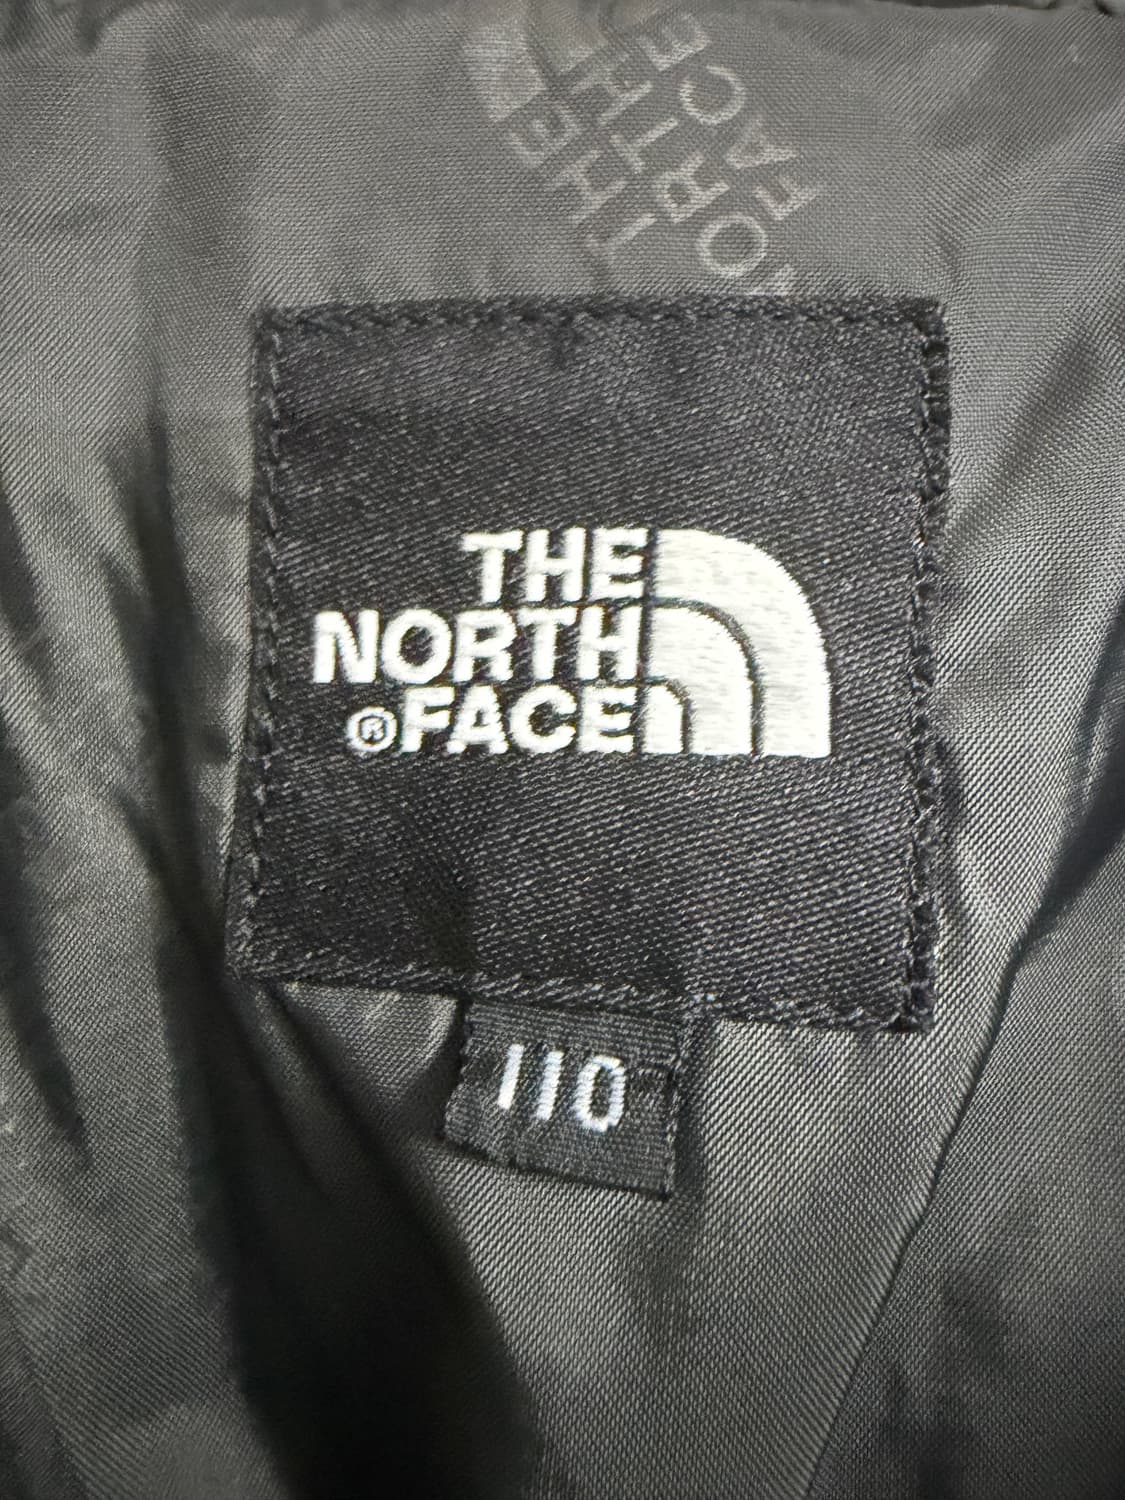 THE
NORTH
®FACE
110